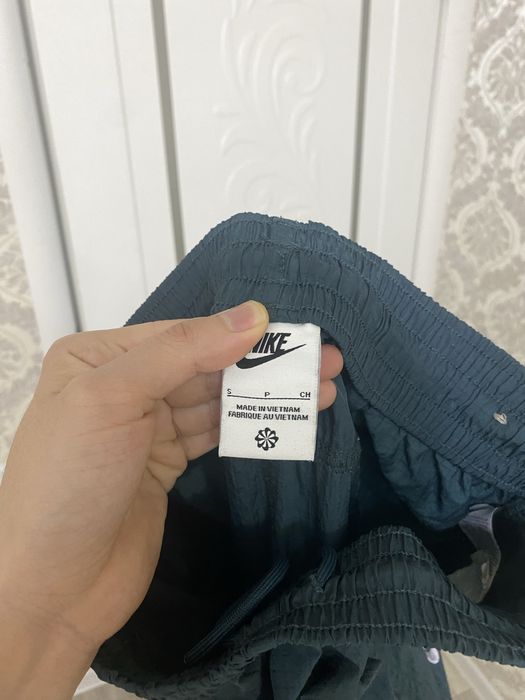 NIKE
S P CH
MADE IN VIETNAM
FABRIQUE AU VIETNAM